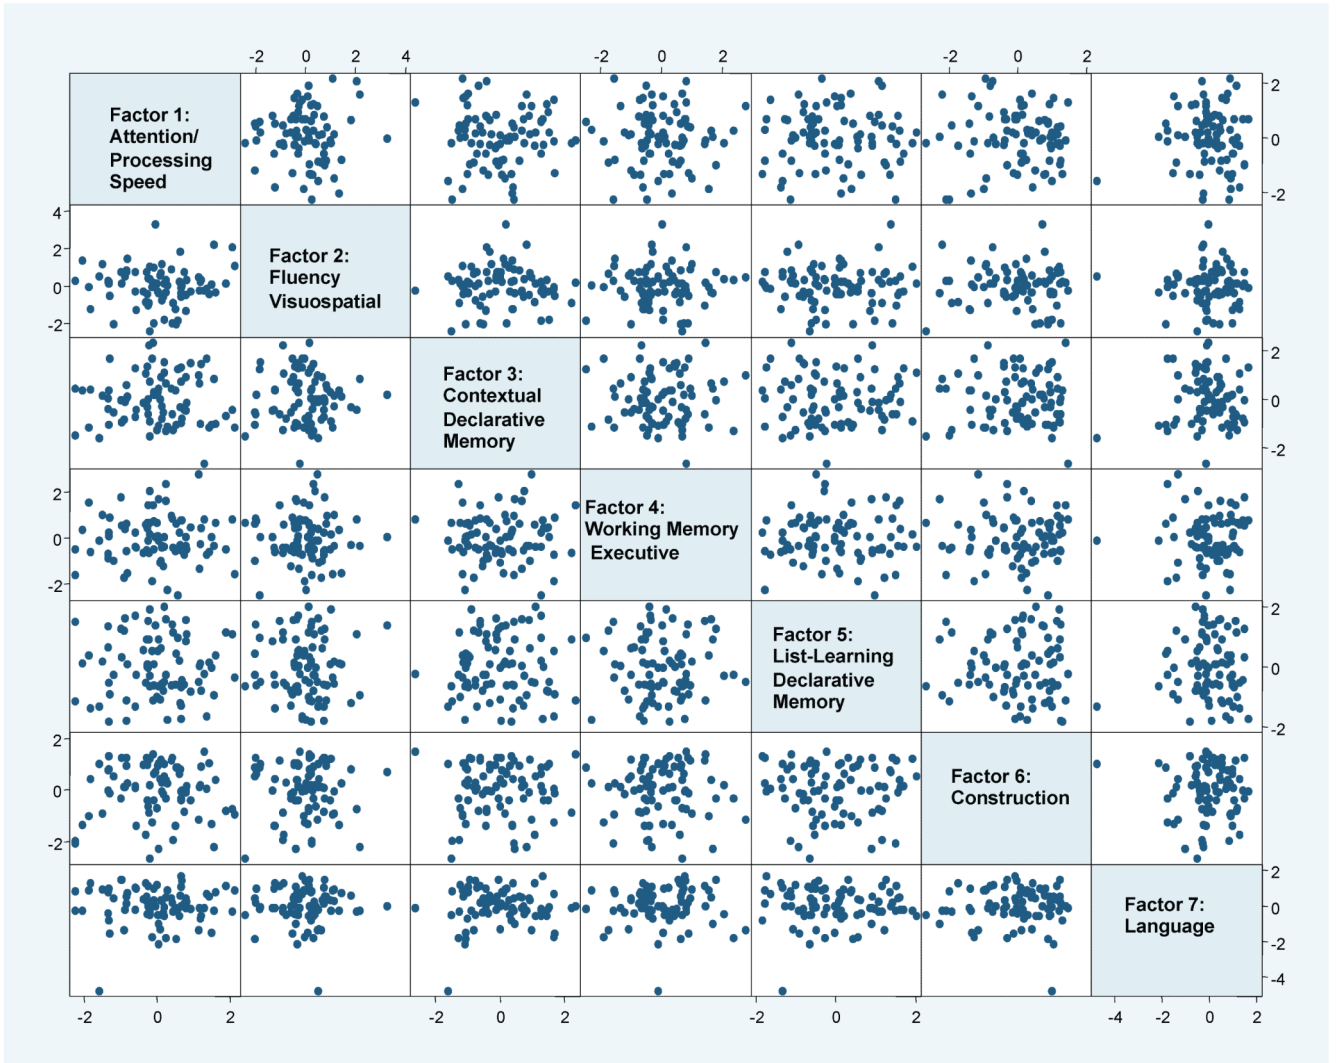 -2 0 2 4 -2 0 2 -2 0 2
Factor 1:
Attention/
Processing
Speed
2
0
-2
4
2
0
-2
Factor 2:
Fluency
Visuospatial
Factor 3:
Contextual
Declarative
Memory
2
0
-2
2
0
-2
Factor 4:
Working Memory
Executive
Factor 5:
List-Learning
Declarative
Memory
2
0
-2
2
0
-2
Factor 6:
Construction
Factor 7:
Language
2
0
-2
-4
-2 0 2 -2 0 2 -2 0 2 -4 -2 0 2